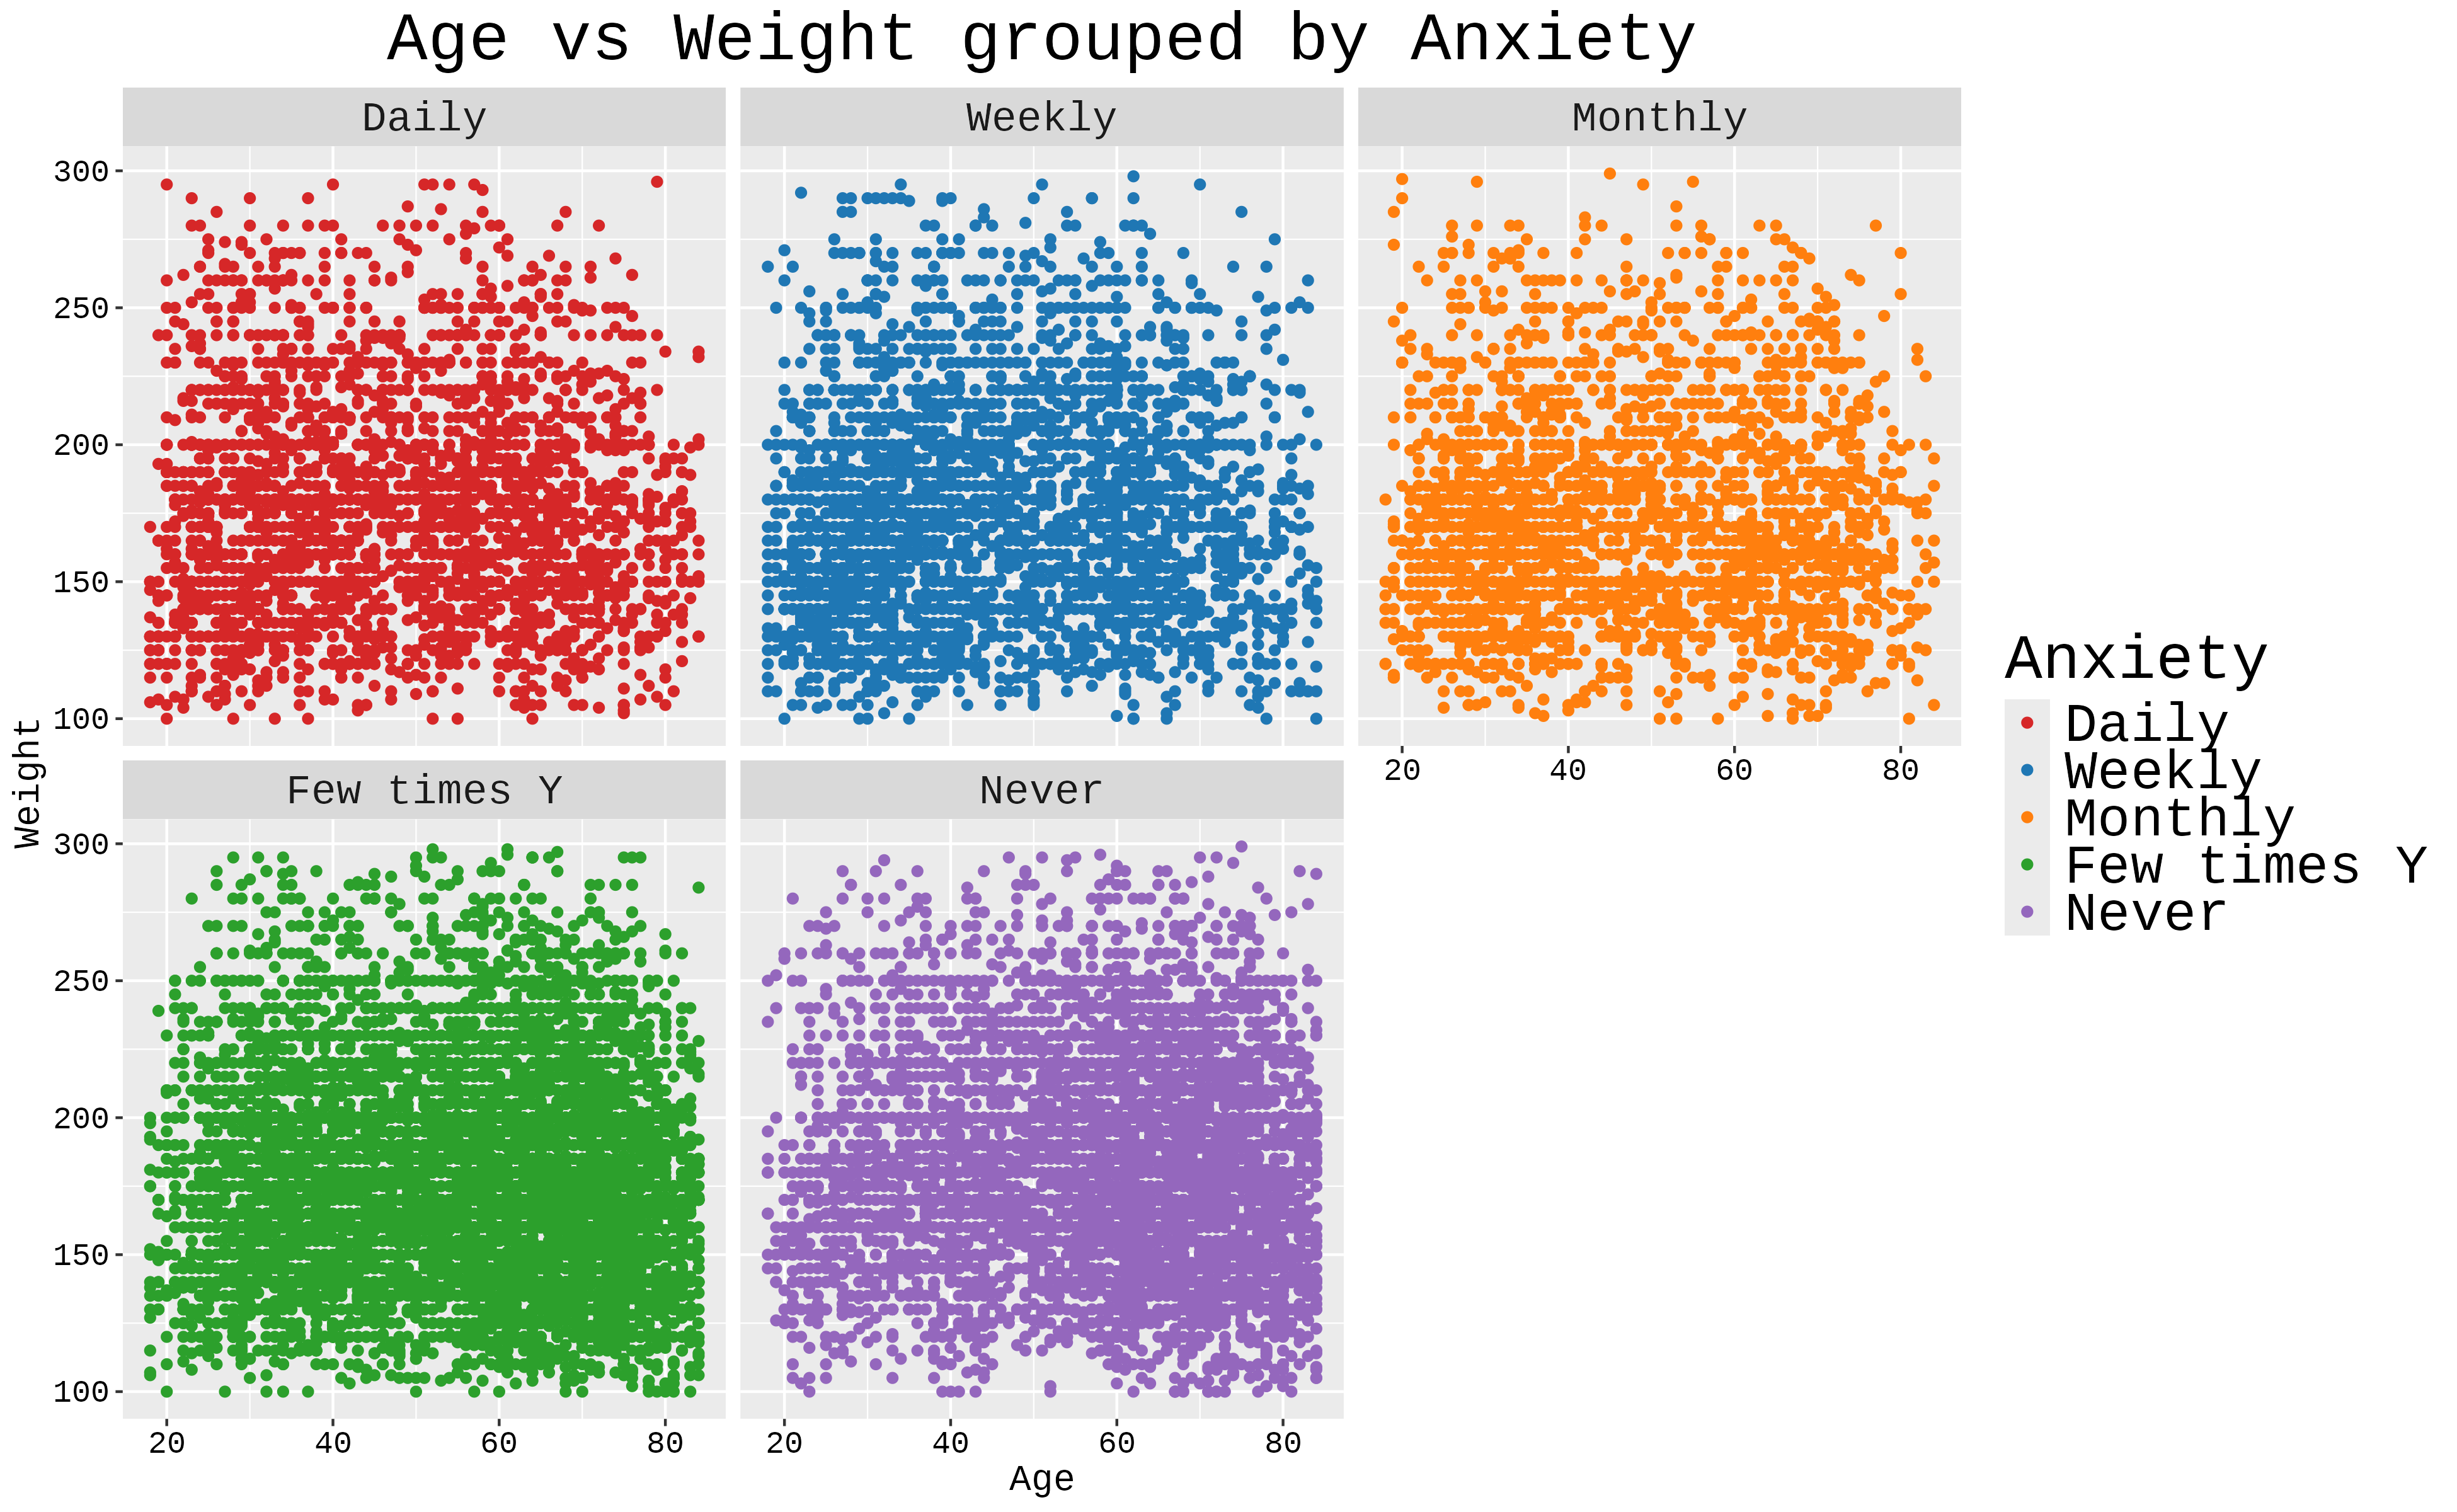 Age vs Weight grouped by Anxiety
Daily
Weekly
Monthly
300
250
200
150
100
20 40 60 80
Few times Y
Never
300
250
200
150
100
20 40 60 80
20 40 60 80
Weight
Age
Anxiety
Daily
Weekly
Monthly
Few times Y
Never